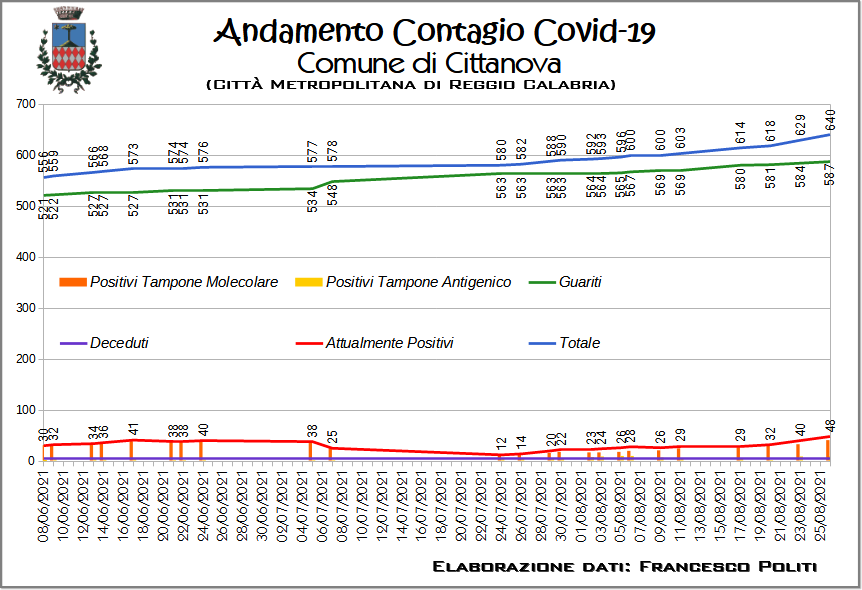 Andamento Contagio Covid-19
Comune di Cittanova
(Città Metropolitana di Reggio Calabria)
700
600
500
400
300
200
100
0
556 559 566 568 573 574 574 576 577 578 580 582 588 590 592 593 596 600 600 603 614 618 629 640
521 522 527 527 527 531 531 531 534 548 563 563 563 563 564 564 565 567 569 569 580 581 584 587
Positivi Tampone Molecolare Positivi Tampone Antigenico Guariti
Deceduti Attualmente Positivi Totale
30 32 34 36 41 38 38 40 38 25 12 14 20 22 23 24 26 28 26 29 29 32 40 48
08/06/2021 10/06/2021 12/06/2021 14/06/2021 16/06/2021 18/06/2021 20/06/2021 22/06/2021 24/06/2021 26/06/2021 28/06/2021 30/06/2021 02/07/2021 04/07/2021 06/07/2021 08/07/2021 10/07/2021 12/07/2021 14/07/2021 16/07/2021 18/07/2021 20/07/2021 22/07/2021 24/07/2021 26/07/2021 28/07/2021 30/07/2021 01/08/2021 03/08/2021 05/08/2021 07/08/2021 09/08/2021 11/08/2021 13/08/2021 15/08/2021 17/08/2021 19/08/2021 21/08/2021 23/08/2021 25/08/2021
Elaborazione dati: Francesco Politi